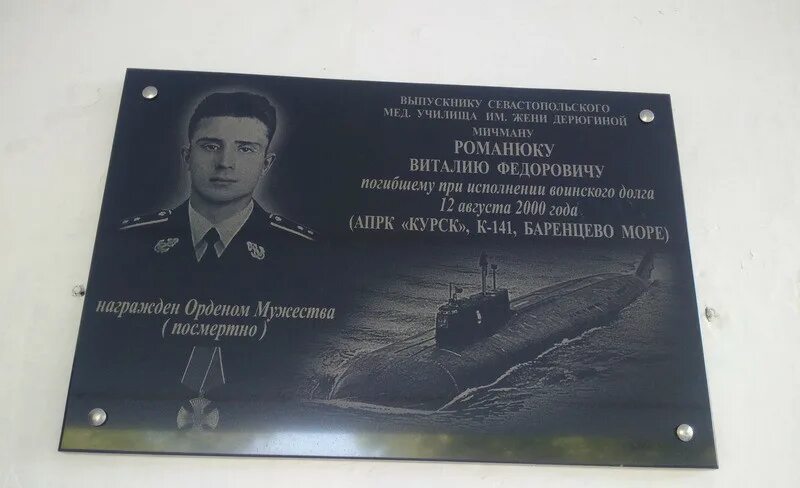 ВЫПУСКНИКУ СЕВАСТОПОЛЬСКОГО
МЕД. УЧИЛИЩА ИМ. ЖЕНИ ДЕРЮГИНОЙ
МИЧМАНУ
РОМАНЮКУ
ВИТАЛИЮ ФЕДОРОВИЧУ
погибшему при исполнении воинского долга
12 августа 2000 года
(АПРК «КУРСК», К-141, БАРЕНЦЕВО МОРЕ)
награжден Орденом Мужества
( посмертно )